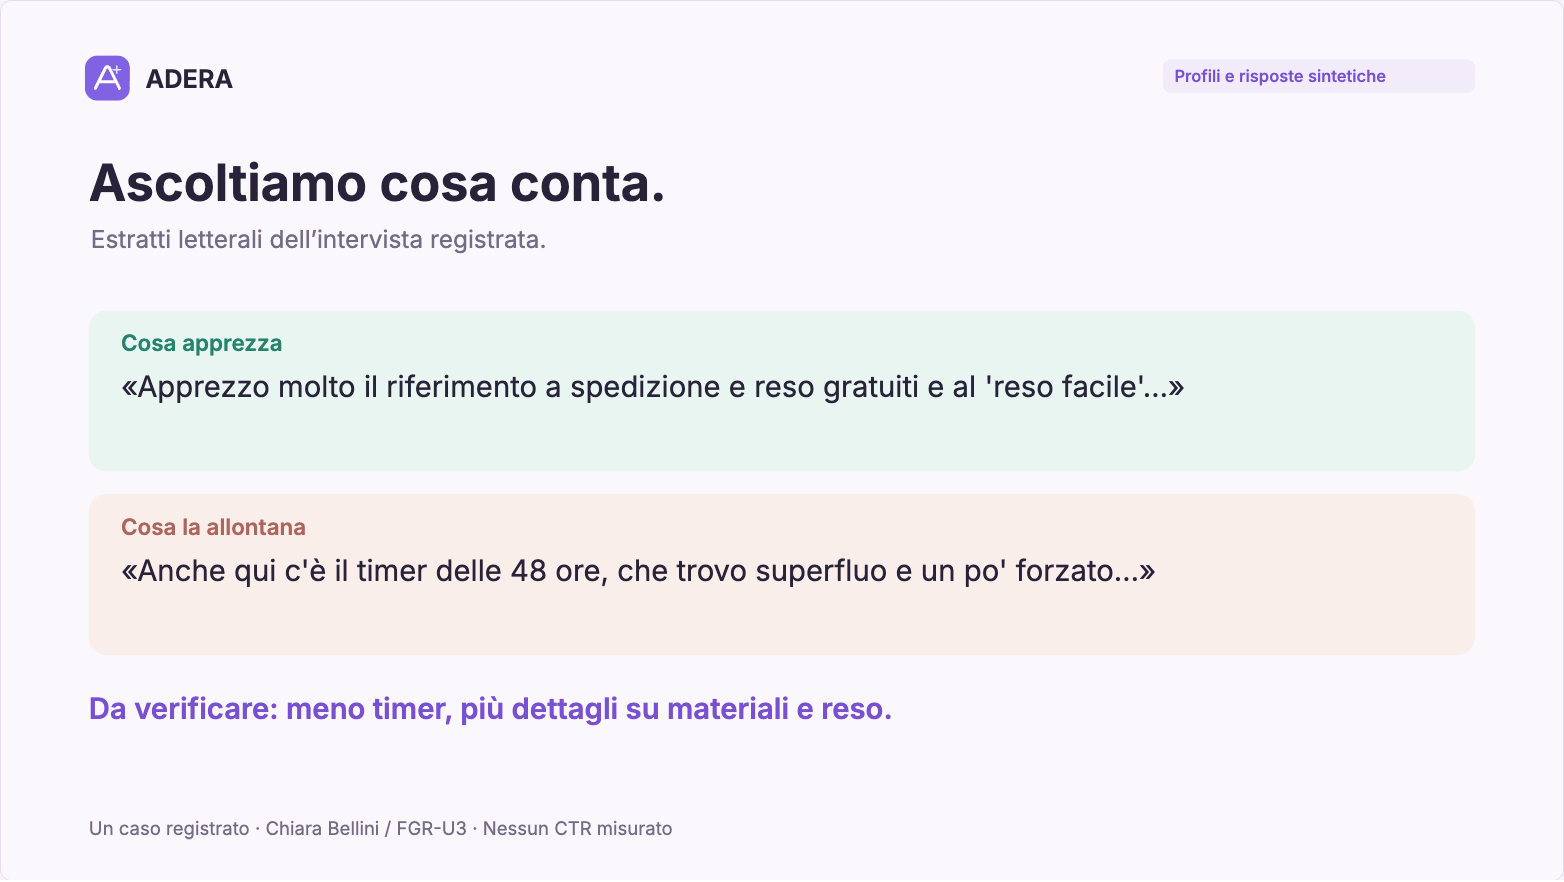 ADERA
Profili e risposte sintetiche
Ascoltiamo cosa conta.
Estratti letterali dell’intervista registrata.
Cosa apprezza
«Apprezzo molto il riferimento a spedizione e reso gratuiti e al 'reso facile'...»
Cosa la allontana
«Anche qui c'è il timer delle 48 ore, che trovo superfluo e un po' forzato...»
Da verificare: meno timer, più dettagli su materiali e reso.
Un caso registrato · Chiara Bellini / FGR-U3 · Nessun CTR misurato